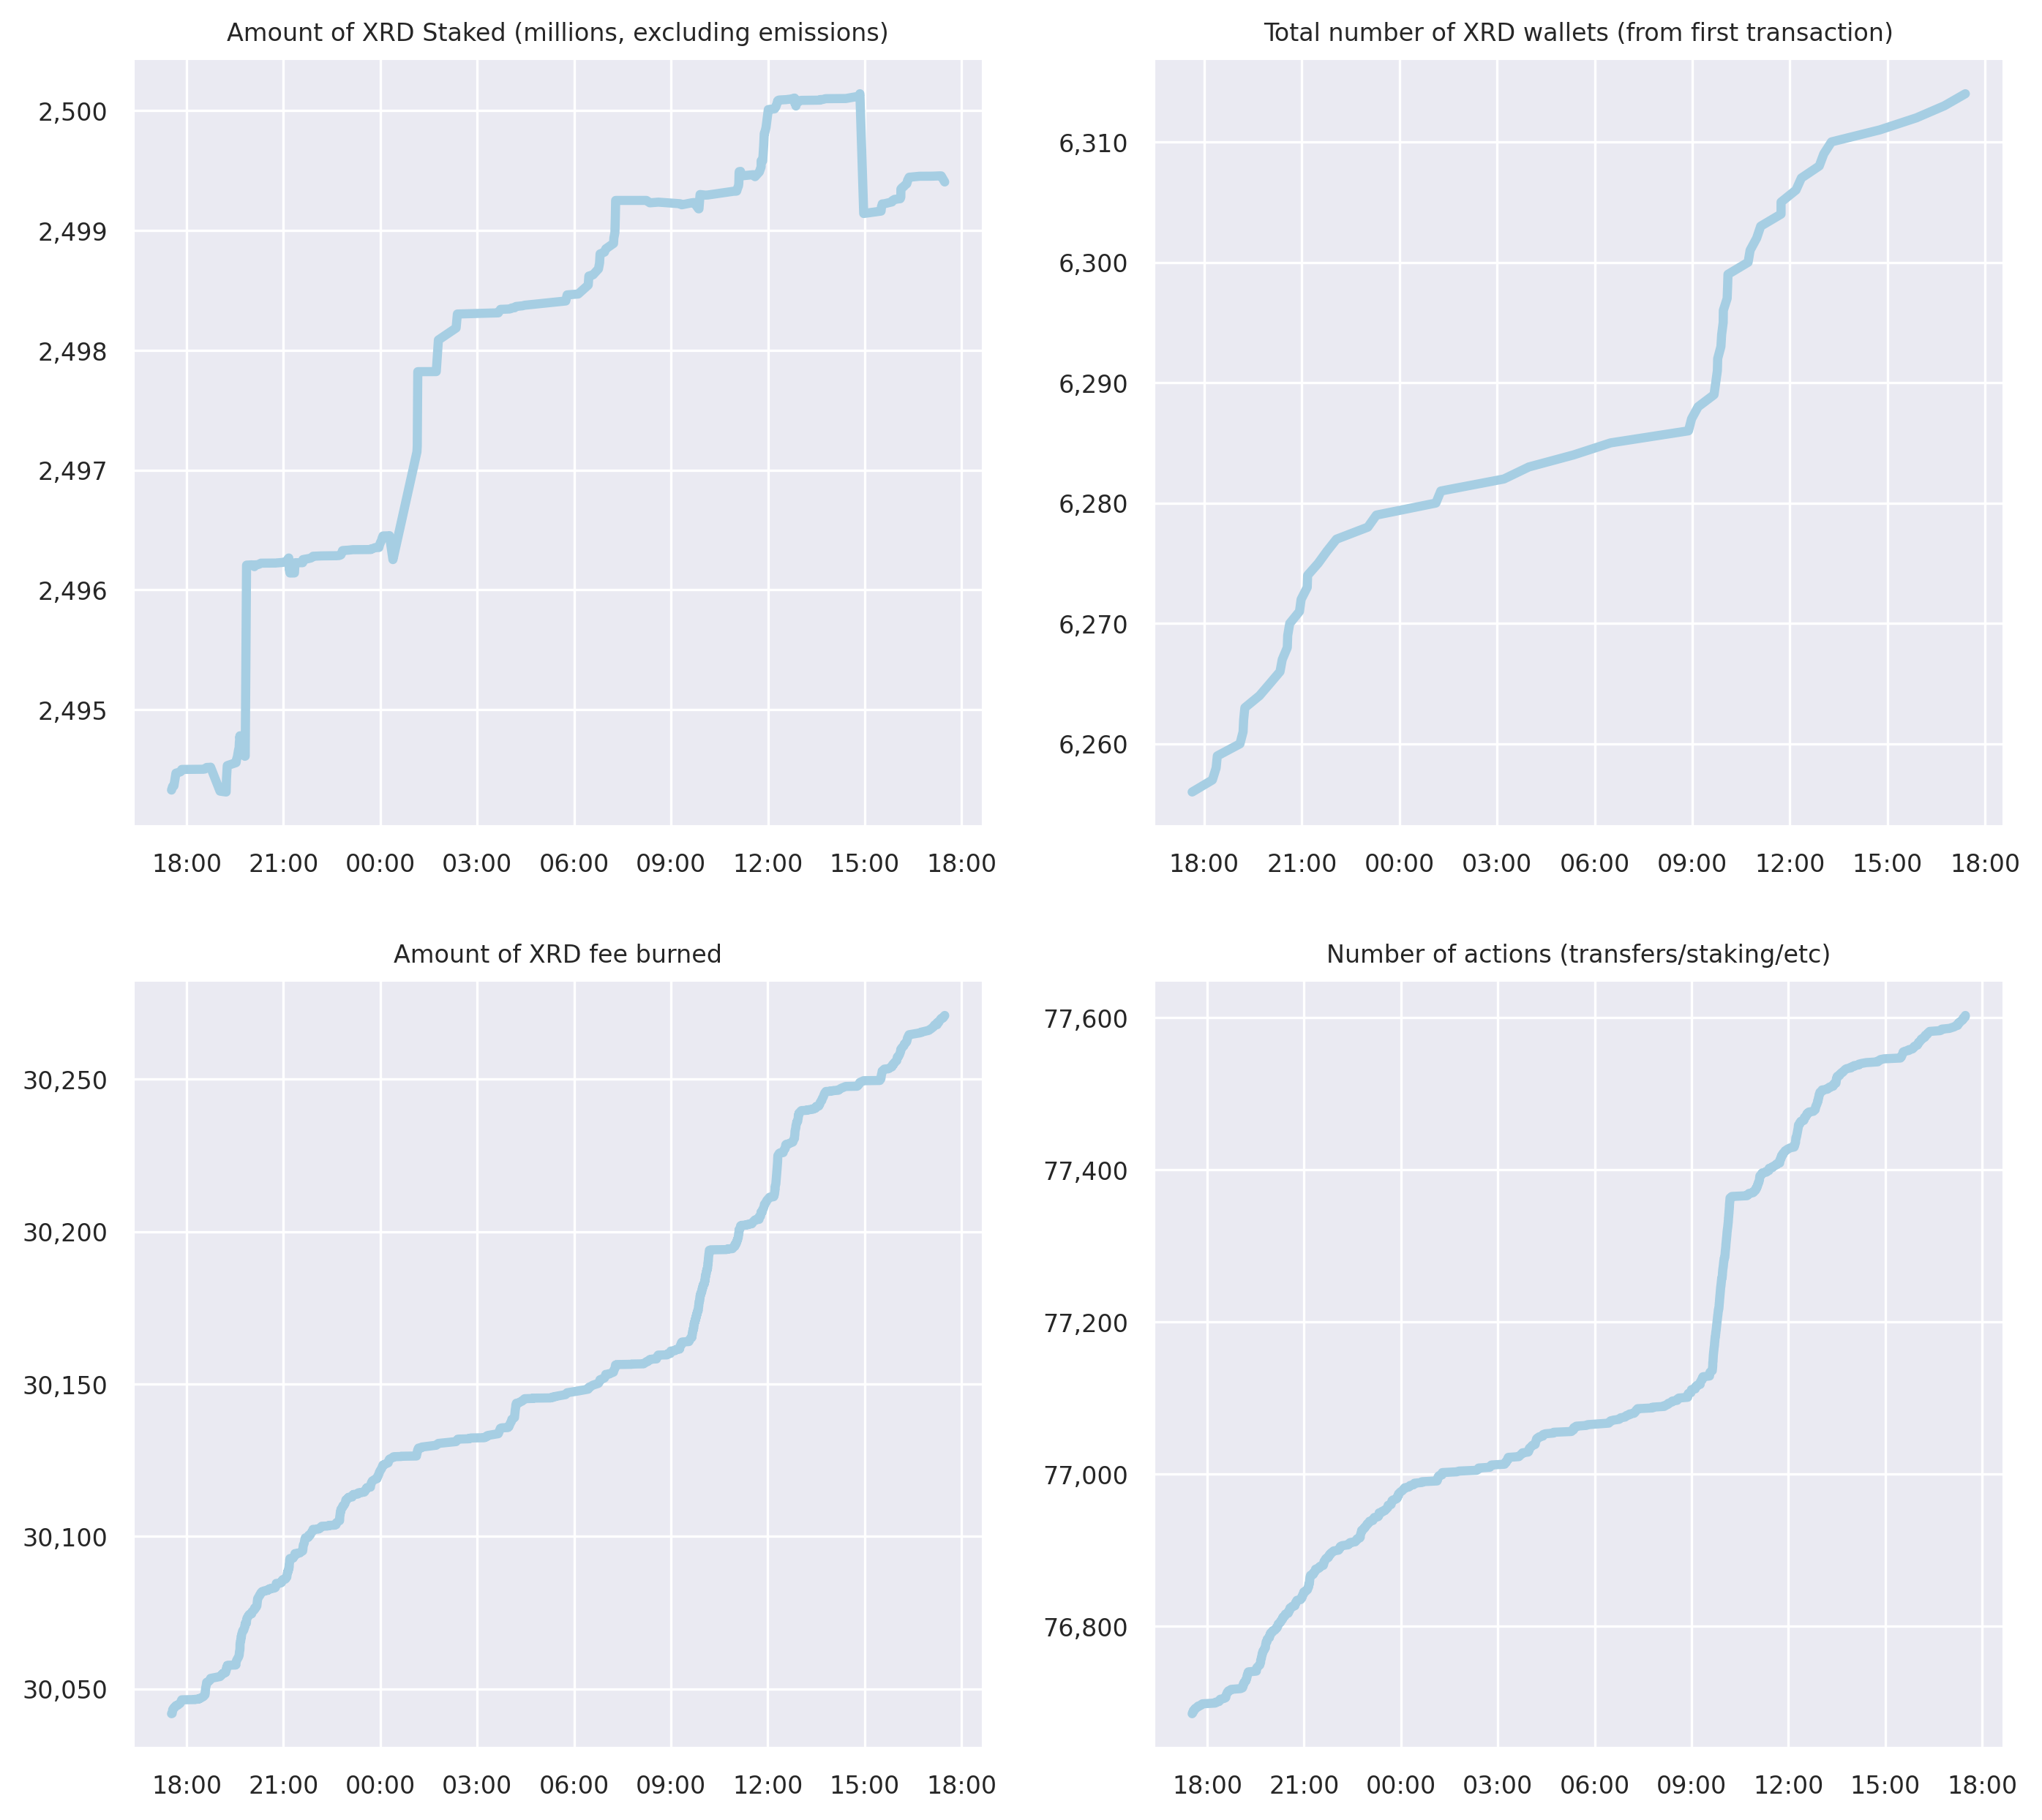 Amount of XRD Staked (millions, excluding emissions)
2,500
2,499
2,498
2,497
2,496
2,495
18:00 21:00 00:00 03:00 06:00 09:00 12:00 15:00 18:00
Total number of XRD wallets (from first transaction)
6,310
6,300
6,290
6,280
6,270
6,260
18:00 21:00 00:00 03:00 06:00 09:00 12:00 15:00 18:00
Amount of XRD fee burned
30,250
30,200
30,150
30,100
30,050
18:00 21:00 00:00 03:00 06:00 09:00 12:00 15:00 18:00
Number of actions (transfers/staking/etc)
77,600
77,400
77,200
77,000
76,800
18:00 21:00 00:00 03:00 06:00 09:00 12:00 15:00 18:00